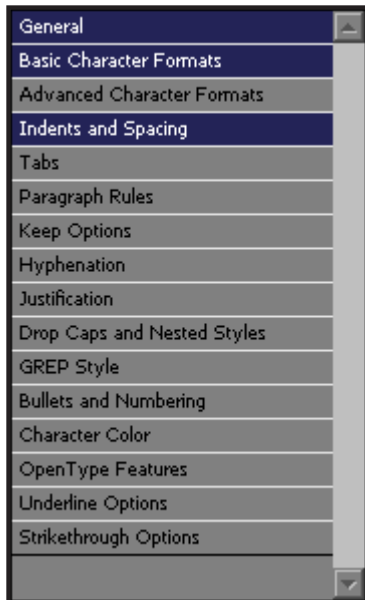 General
Basic Character Formats
Advanced Character Formats
Indents and Spacing
Tabs
Paragraph Rules
Keep Options
Hyphenation
Justification
Drop Caps and Nested Styles
GREP Style
Bullets and Numbering
Character Color
OpenType Features
Underline Options
Strikethrough Options